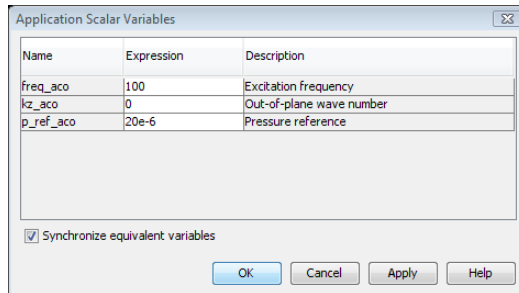 Application Scalar Variables
Name Expression Description
freq_aco 100 Excitation frequency
kz_aco 0 Out-of-plane wave number
p_ref_aco 20e-6 Pressure reference
Synchronize equivalent variables
OK Cancel Apply Help